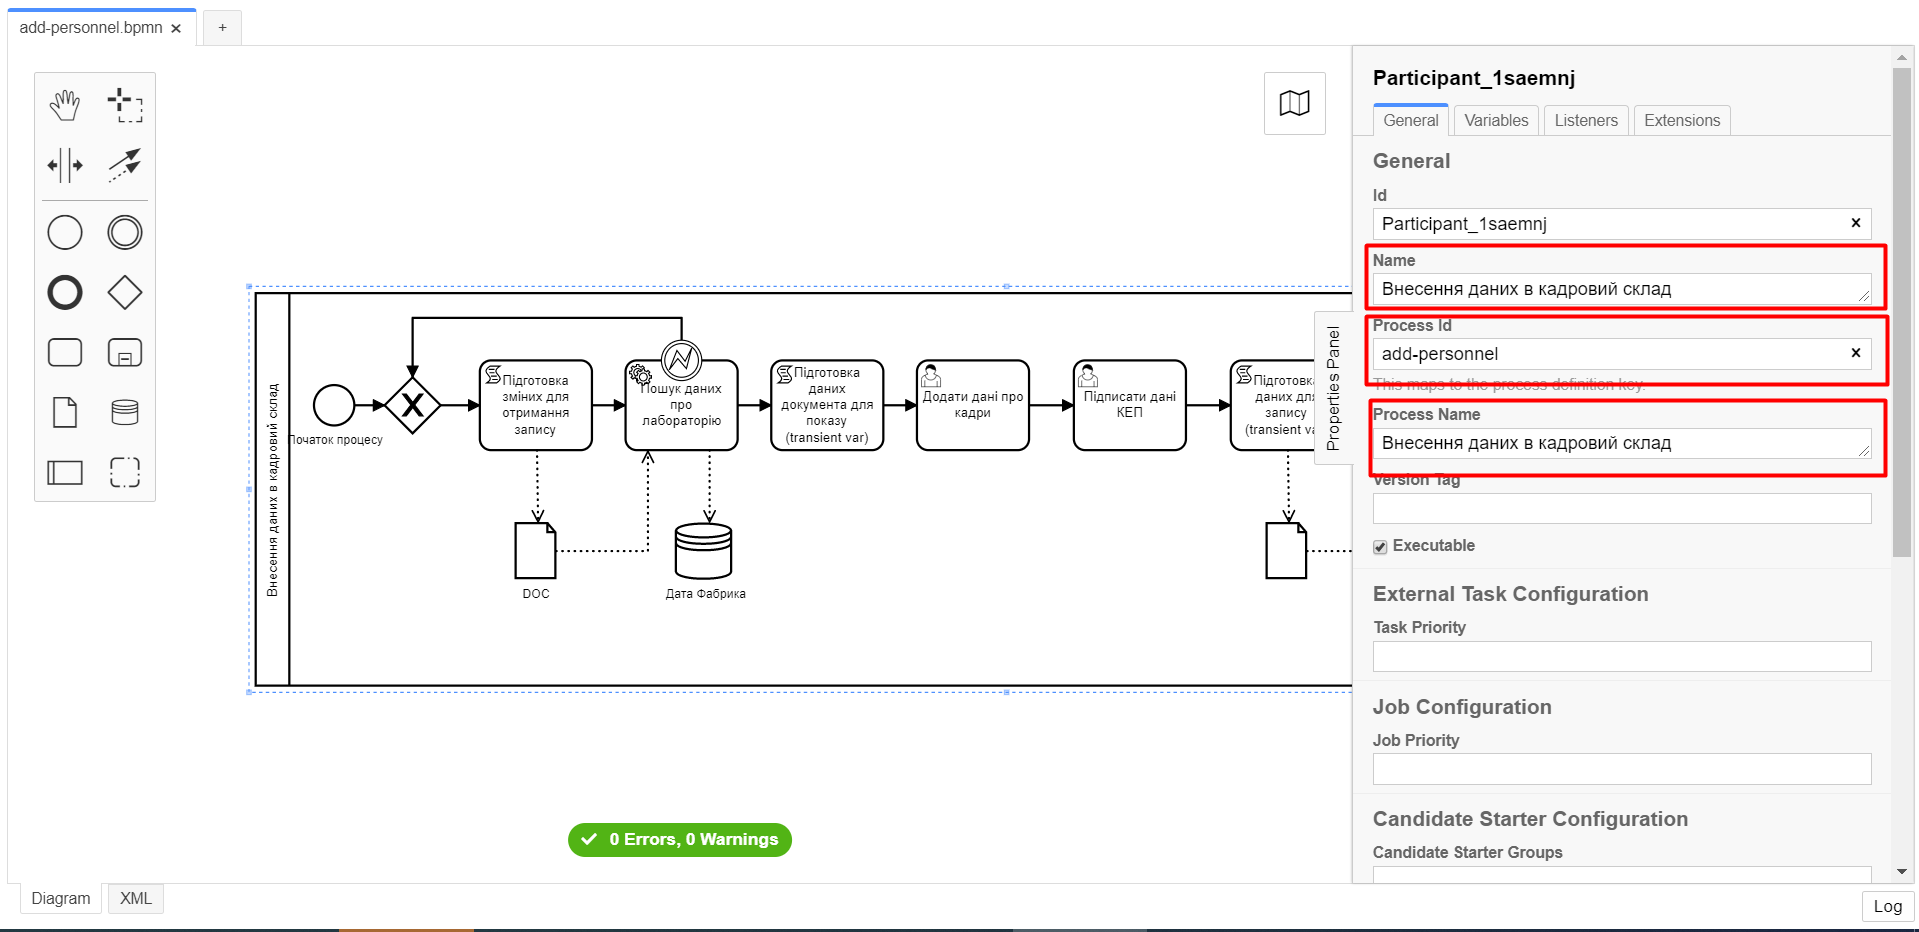 add-personnel.bpmn
+
Внесення даних в кадровий склад
Початок процесу
Підготовка
зміних для
отримання
запису
Пошук даних
про
лабораторію
Підготовка
даних
документа для
показу
(transient var)
Додати дані про
кадри
Підписати дані
КЕП
Підготовк
даних для
запису
(transient va
DOC
Дата Фабрика
0 Errors, 0 Warnings
Diagram
XML
Properties Panel
Participant_1saemnj
General
Variables
Listeners
Extensions
General
Id
Participant_1saemnj
Name
Внесення даних в кадровий склад
Process Id
add-personnel
This maps to the process definition key.
Process Name
Внесення даних в кадровий склад
Version Tag
Executable
External Task Configuration
Task Priority
Job Configuration
Job Priority
Candidate Starter Configuration
Candidate Starter Groups
Log